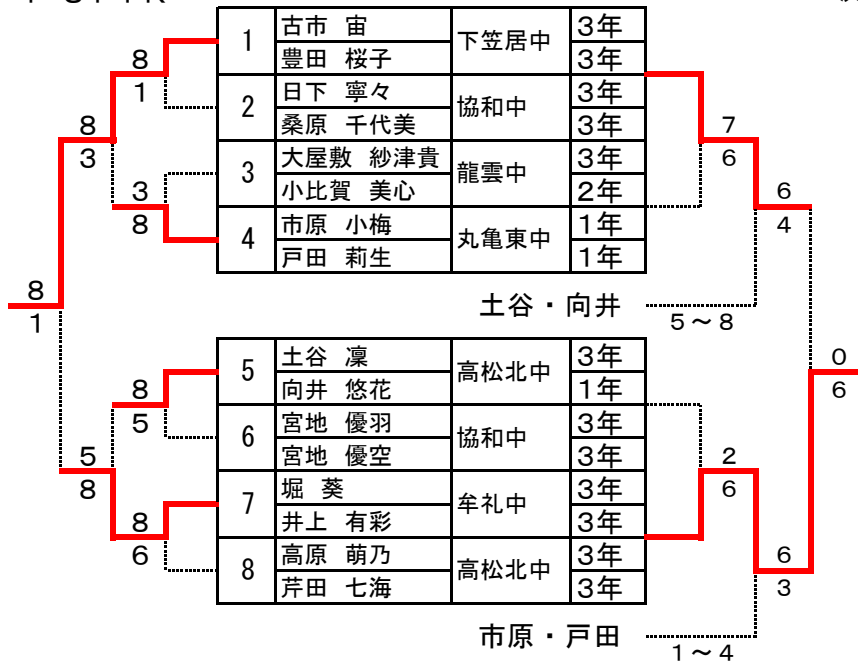 1 古市 宙 下笠居中 3年
豊田 桜子 3年
8
1
2 日下 寧々 協和中 3年
桑原 千代美 3年
8
3
7
6
3 大屋敷 紗津貴 龍雲中 3年
小比賀 美心 2年
3
8
6
4
4 市原 小梅 丸亀東中 1年
戸田 莉生 1年
8
1
土谷・向井
5～8
5 土谷 凜 高松北中 3年
向井 悠花 1年
8
5
0
6
6 宮地 優羽 協和中 3年
宮地 優空 3年
5
8
2
6
7 堀 葵 牟礼中 3年
井上 有彩 3年
8
6
8 高原 萌乃 高松北中 3年
芹田 七海 3年
6
3
市原・戸田
1～4